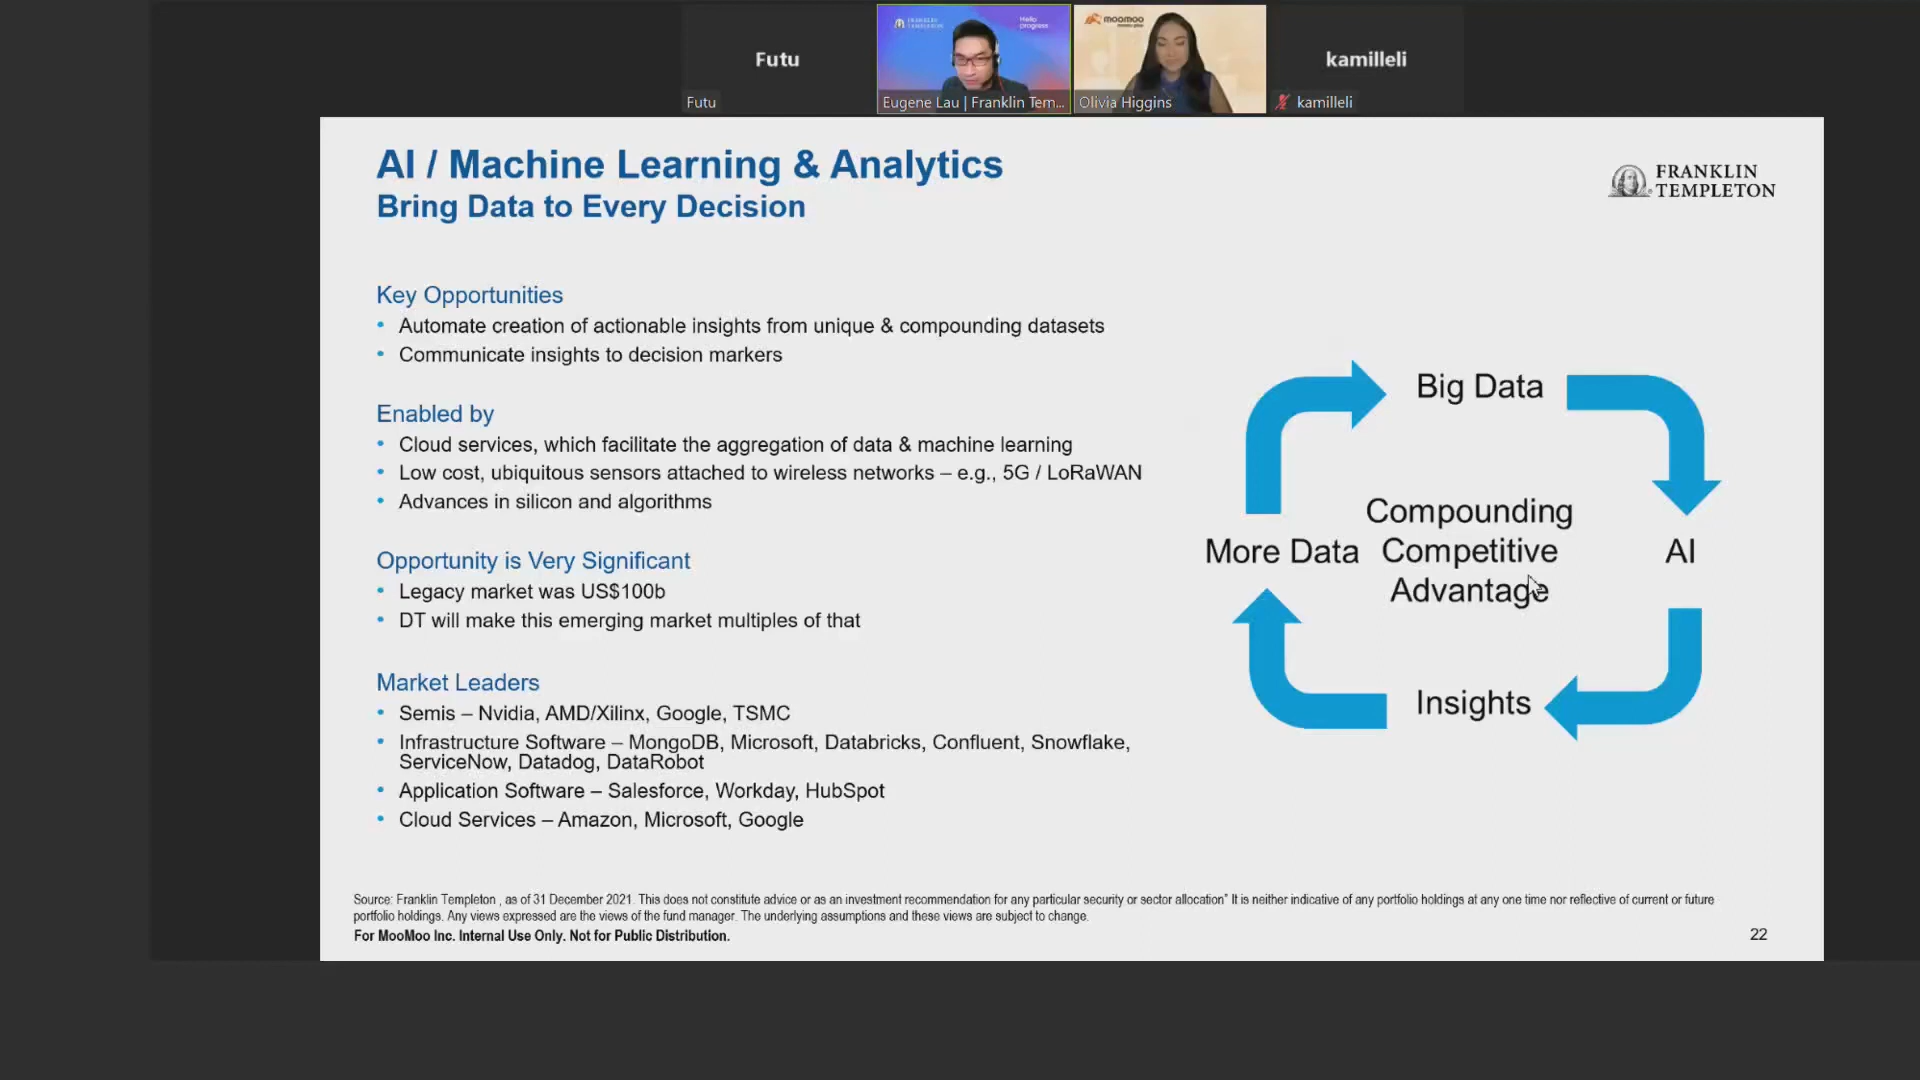 Futu
Futu
FRANKLIN
TEMPLETON
Hello
progress
Eugene Lau | Franklin Tem...
moomoo
Olivia Higgins
kamilleli
kamilleli
AI / Machine Learning & Analytics
Bring Data to Every Decision
FRANKLIN
TEMPLETON
Key Opportunities
• Automate creation of actionable insights from unique & compounding datasets
• Communicate insights to decision markers
Enabled by
• Cloud services, which facilitate the aggregation of data & machine learning
• Low cost, ubiquitous sensors attached to wireless networks – e.g., 5G / LoRaWAN
• Advances in silicon and algorithms
Opportunity is Very Significant
• Legacy market was US$100b
• DT will make this emerging market multiples of that
Market Leaders
• Semis – Nvidia, AMD/Xilinx, Google, TSMC
• Infrastructure Software – MongoDB, Microsoft, Databricks, Confluent, Snowflake,
ServiceNow, Datadog, DataRobot
• Application Software – Salesforce, Workday, HubSpot
• Cloud Services – Amazon, Microsoft, Google
Big Data
AI
Insights
More Data
Compounding
Competitive
Advantage
Source: Franklin Templeton , as of 31 December 2021. This does not constitute advice or as an investment recommendation for any particular security or sector allocation” It is neither indicative of any portfolio holdings at any one time nor reflective of current or future
portfolio holdings. Any views expressed are the views of the fund manager. The underlying assumptions and these views are subject to change.
For MooMoo Inc. Internal Use Only. Not for Public Distribution.
22